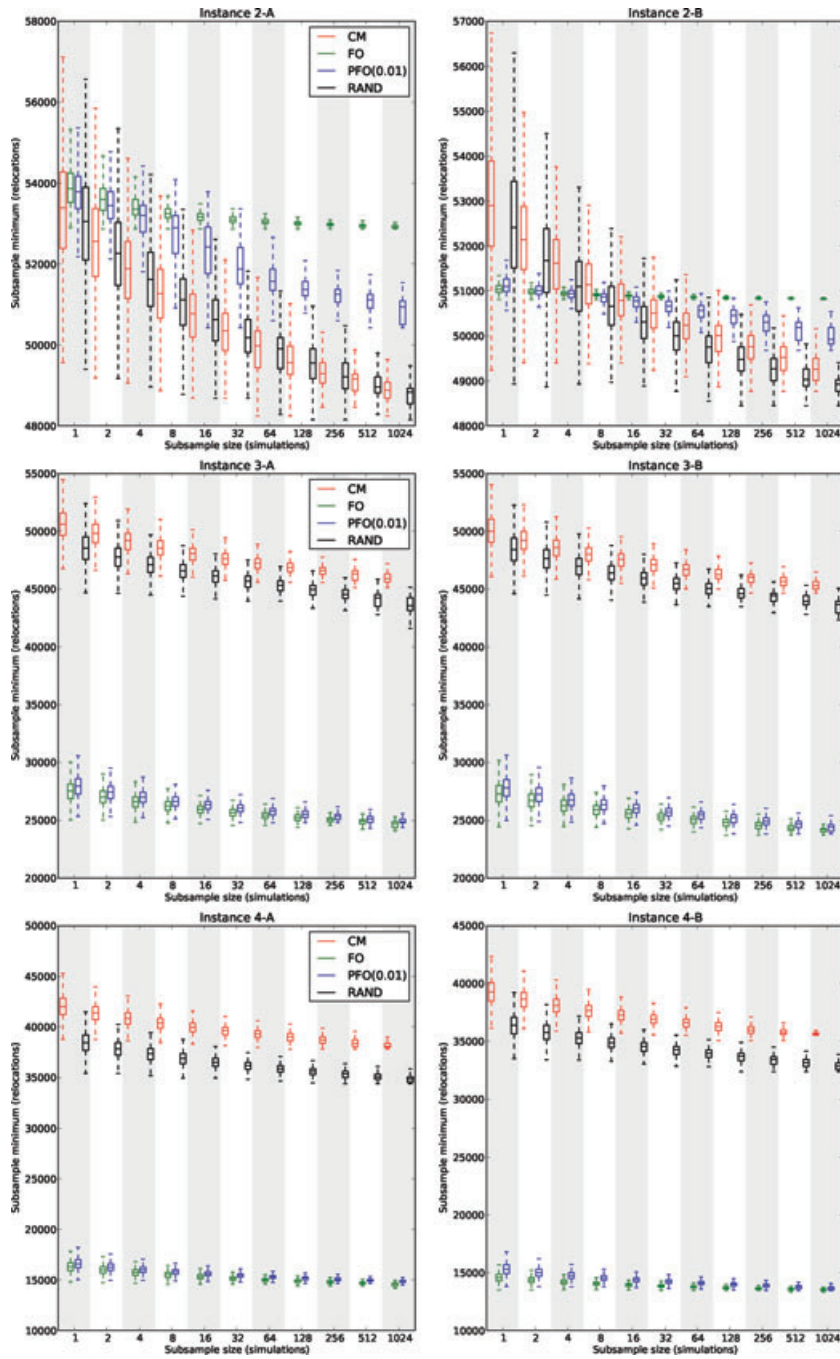 Instance 2-A
58000
56000
54000
52000
50000
48000
Subsample minimum (relocations)
CM
FO
PFO(0.01)
RAND
1 2 4 8 16 32 64 128 256 512 1024
Subsample size (simulations)
Instance 2-B
57000
56000
55000
54000
53000
52000
51000
50000
49000
48000
Subsample minimum (relocations)
1 2 4 8 16 32 64 128 256 512 1024
Subsample size (simulations)
Instance 3-A
55000
50000
45000
40000
35000
30000
25000
20000
Subsample minimum (relocations)
CM
FO
PFO(0.01)
RAND
1 2 4 8 16 32 64 128 256 512 1024
Subsample size (simulations)
Instance 3-B
55000
50000
45000
40000
35000
30000
25000
20000
Subsample minimum (relocations)
1 2 4 8 16 32 64 128 256 512 1024
Subsample size (simulations)
Instance 4-A
50000
45000
40000
35000
30000
25000
20000
15000
10000
Subsample minimum (relocations)
CM
FO
PFO(0.01)
RAND
1 2 4 8 16 32 64 128 256 512 1024
Subsample size (simulations)
Instance 4-B
45000
40000
35000
30000
25000
20000
15000
10000
Subsample minimum (relocations)
1 2 4 8 16 32 64 128 256 512 1024
Subsample size (simulations)